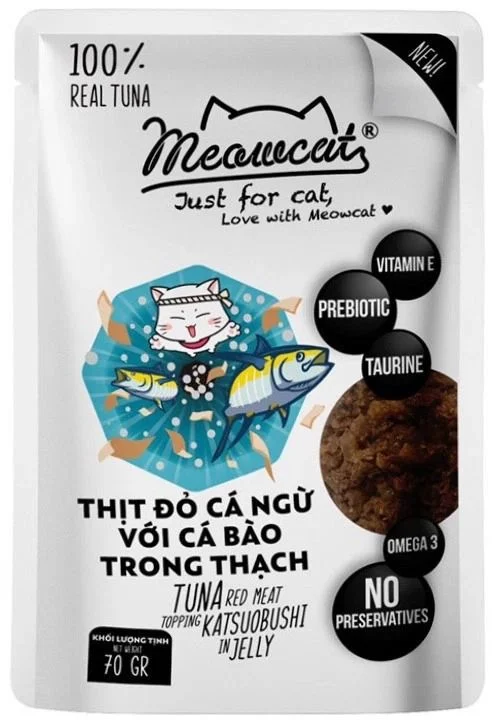 100%
REAL TUNA
NEW!
Meowcat®
Just for cat,
Love with Meowcat ♥
VITAMIN E
PREBIOTIC
TAURINE
THỊT ĐỎ CÁ NGỪ
VỚI CÁ BÀO
TRONG THẠCH
TUNA RED MEAT
TOPPING KATSUOBUSHI
IN JELLY
OMEGA 3
NO
PRESERVATIVES
KHỐI LƯỢNG TỊNH
NET WEIGHT
70 GR